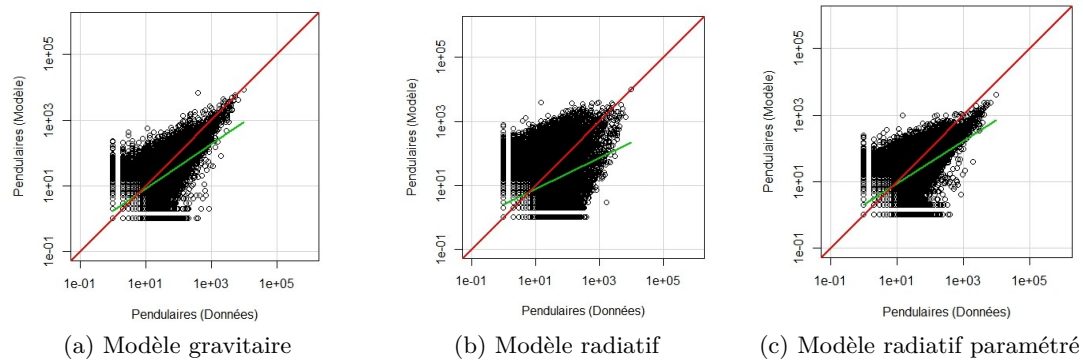 Pendulaires (Modèle)
1e+05
1e+03
1e+01
1e-01
1e-01 1e+01 1e+03 1e+05
Pendulaires (Données)
(a) Modèle gravitaire
Pendulaires (Modèle)
1e+05
1e+03
1e+01
1e-01
1e-01 1e+01 1e+03 1e+05
Pendulaires (Données)
(b) Modèle radiatif
Pendulaires (Modèle)
1e+05
1e+03
1e+01
1e-01
1e-01 1e+01 1e+03 1e+05
Pendulaires (Données)
(c) Modèle radiatif paramétré